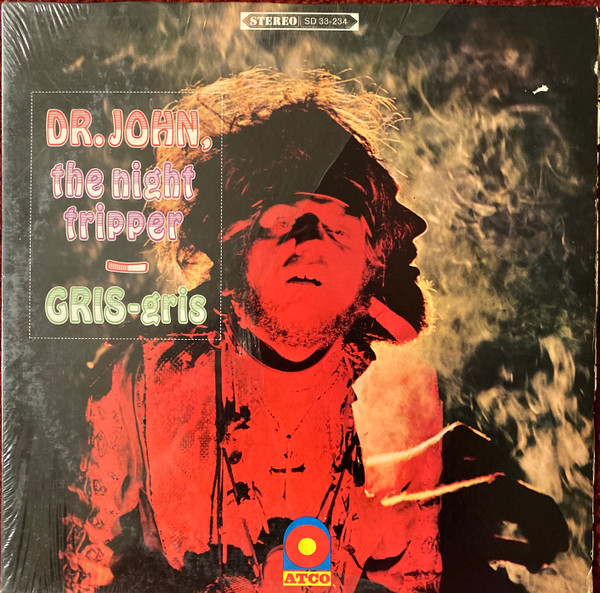 STEREO SD 33-234
DR. JOHN,
the night
tripper
GRIS-gris
ATCO